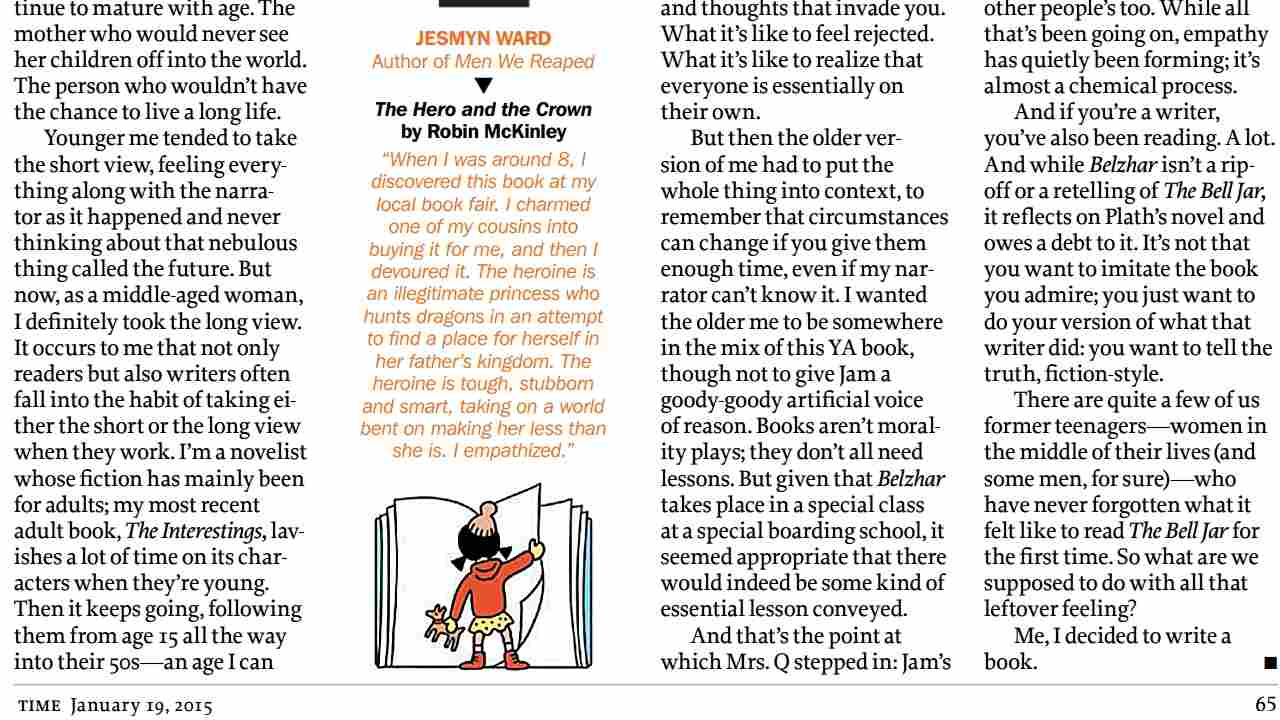 tinue to mature with age. The
mother who would never see
her children off into the world.
The person who wouldn't have
the chance to live a long life.
Younger me tended to take
the short view, feeling every-
thing along with the narra-
tor as it happened and never
thinking about that nebulous
thing called the future. But
now, as a middle-aged woman,
I definitely took the long view.
It occurs to me that not only
readers but also writers often
fall into the habit of taking ei-
ther the short or the long view
when they work. I'm a novelist
whose fiction has mainly been
for adults; my most recent
adult book, The Interestings, lav-
ishes a lot of time on its char-
acters when they're young.
Then it keeps going, following
them from age 15 all the way
into their 50s—an age I can
JESMYN WARD
Author of Men We Reaped
The Hero and the Crown
by Robin McKinley
“When I was around 8, I
discovered this book at my
local book fair. I charmed
one of my cousins into
buying it for me, and then I
devoured it. The heroine is
an illegitimate princess who
hunts dragons in an attempt
to find a place for herself in
her father's kingdom. The
heroine is tough, stubborn
and smart, taking on a world
bent on making her less than
she is. I empathized.”
and thoughts that invade you.
What it's like to feel rejected.
What it's like to realize that
everyone is essentially on
their own.
But then the older ver-
sion of me had to put the
whole thing into context, to
remember that circumstances
can change if you give them
enough time, even if my nar-
rator can't know it. I wanted
the older me to be somewhere
in the mix of this YA book,
though not to give Jam a
goody-goody artificial voice
of reason. Books aren't moral-
ity plays; they don't all need
lessons. But given that Belzhar
takes place in a special class
at a special boarding school, it
seemed appropriate that there
would indeed be some kind of
essential lesson conveyed.
And that's the point at
which Mrs. Q stepped in: Jam's
other people's too. While all
that's been going on, empathy
has quietly been forming; it's
almost a chemical process.
And if you're a writer,
you've also been reading. A lot.
And while Belzhar isn't a rip-
off or a retelling of The Bell Jar,
it reflects on Plath's novel and
owes a debt to it. It's not that
you want to imitate the book
you admire; you just want to
do your version of what that
writer did: you want to tell the
truth, fiction-style.
There are quite a few of us
former teenagers—women in
the middle of their lives (and
some men, for sure)—who
have never forgotten what it
felt like to read The Bell Jar for
the first time. So what are we
supposed to do with all that
leftover feeling?
Me, I decided to write a
book.
TIME January 19, 2015
65